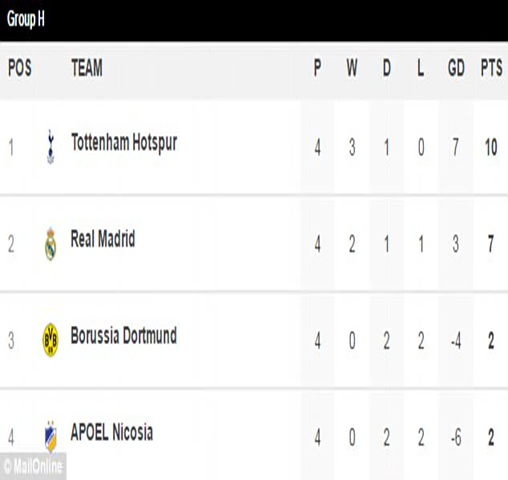 Group H
POS TEAM P W D L GD PTS
1 Tottenham Hotspur 4 3 1 0 7 10
2 Real Madrid 4 2 1 1 3 7
3 Borussia Dortmund 4 0 2 2 -4 2
4 APOEL Nicosia 4 0 2 2 -6 2
© MailOnline